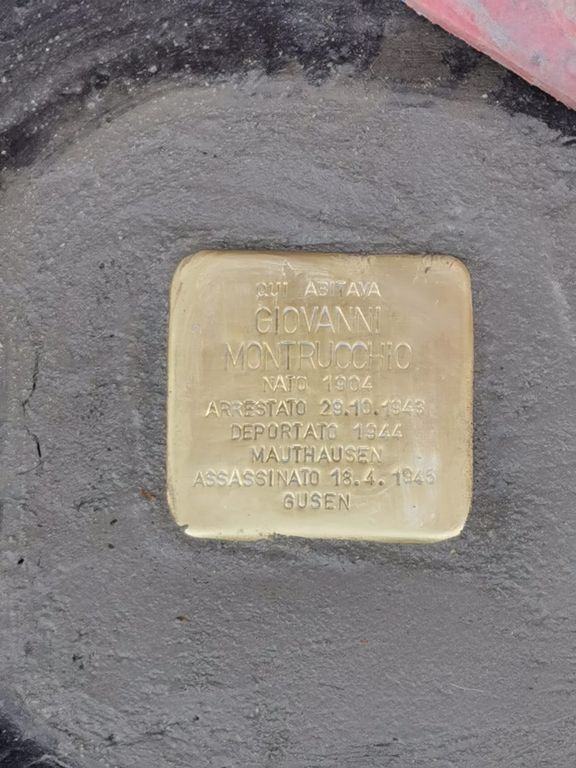 QUI ABITAVA
GIOVANNI
MONTRUCCHIO
NATO 1904
ARRESTATO 29.10.1943
DEPORTATO 1944
MAUTHAUSEN
ASSASSINATO 18.4.1945
GUSEN